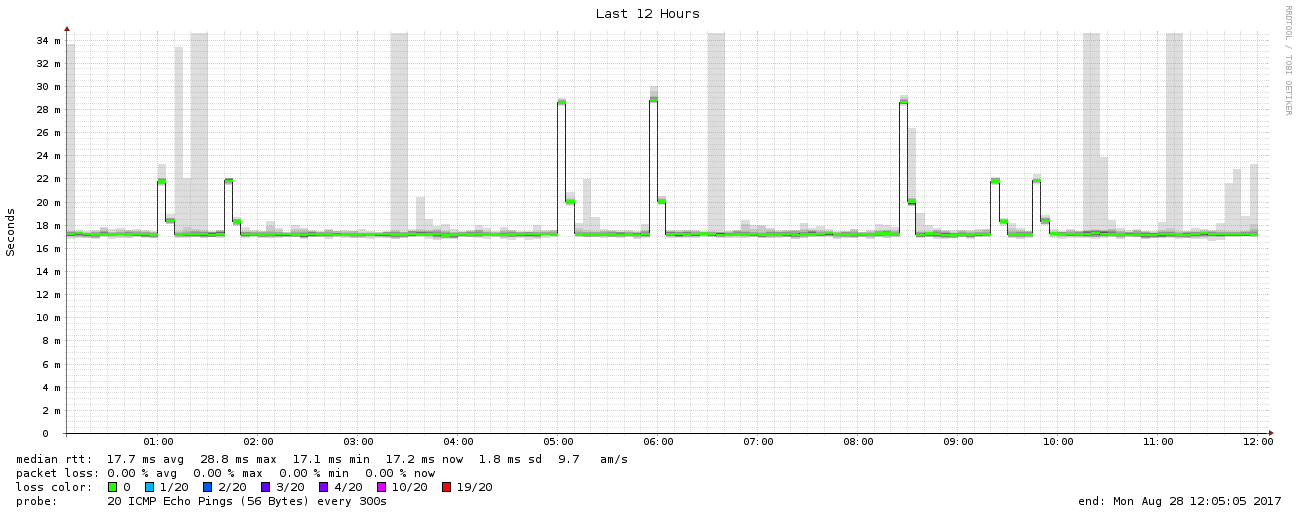 Last 12 Hours
RRDTOOL / TOBI OETIKER
34 m
32 m
30 m
28 m
26 m
24 m
22 m
20 m
18 m
16 m
14 m
12 m
10 m
8 m
6 m
4 m
2 m
0
Seconds
01:00 02:00 03:00 04:00 05:00 06:00 07:00 08:00 09:00 10:00 11:00 12:00
median rtt: 17.7 ms avg 28.8 ms max 17.1 ms min 17.2 ms now 1.8 ms sd 9.7 am/s
packet loss: 0.00 % avg 0.00 % max 0.00 % min 0.00 % now
loss color: 0 1/20 2/20 3/20 4/20 10/20 19/20
probe: 20 ICMP Echo Pings (56 Bytes) every 300s end: Mon Aug 28 12:05:05 2017